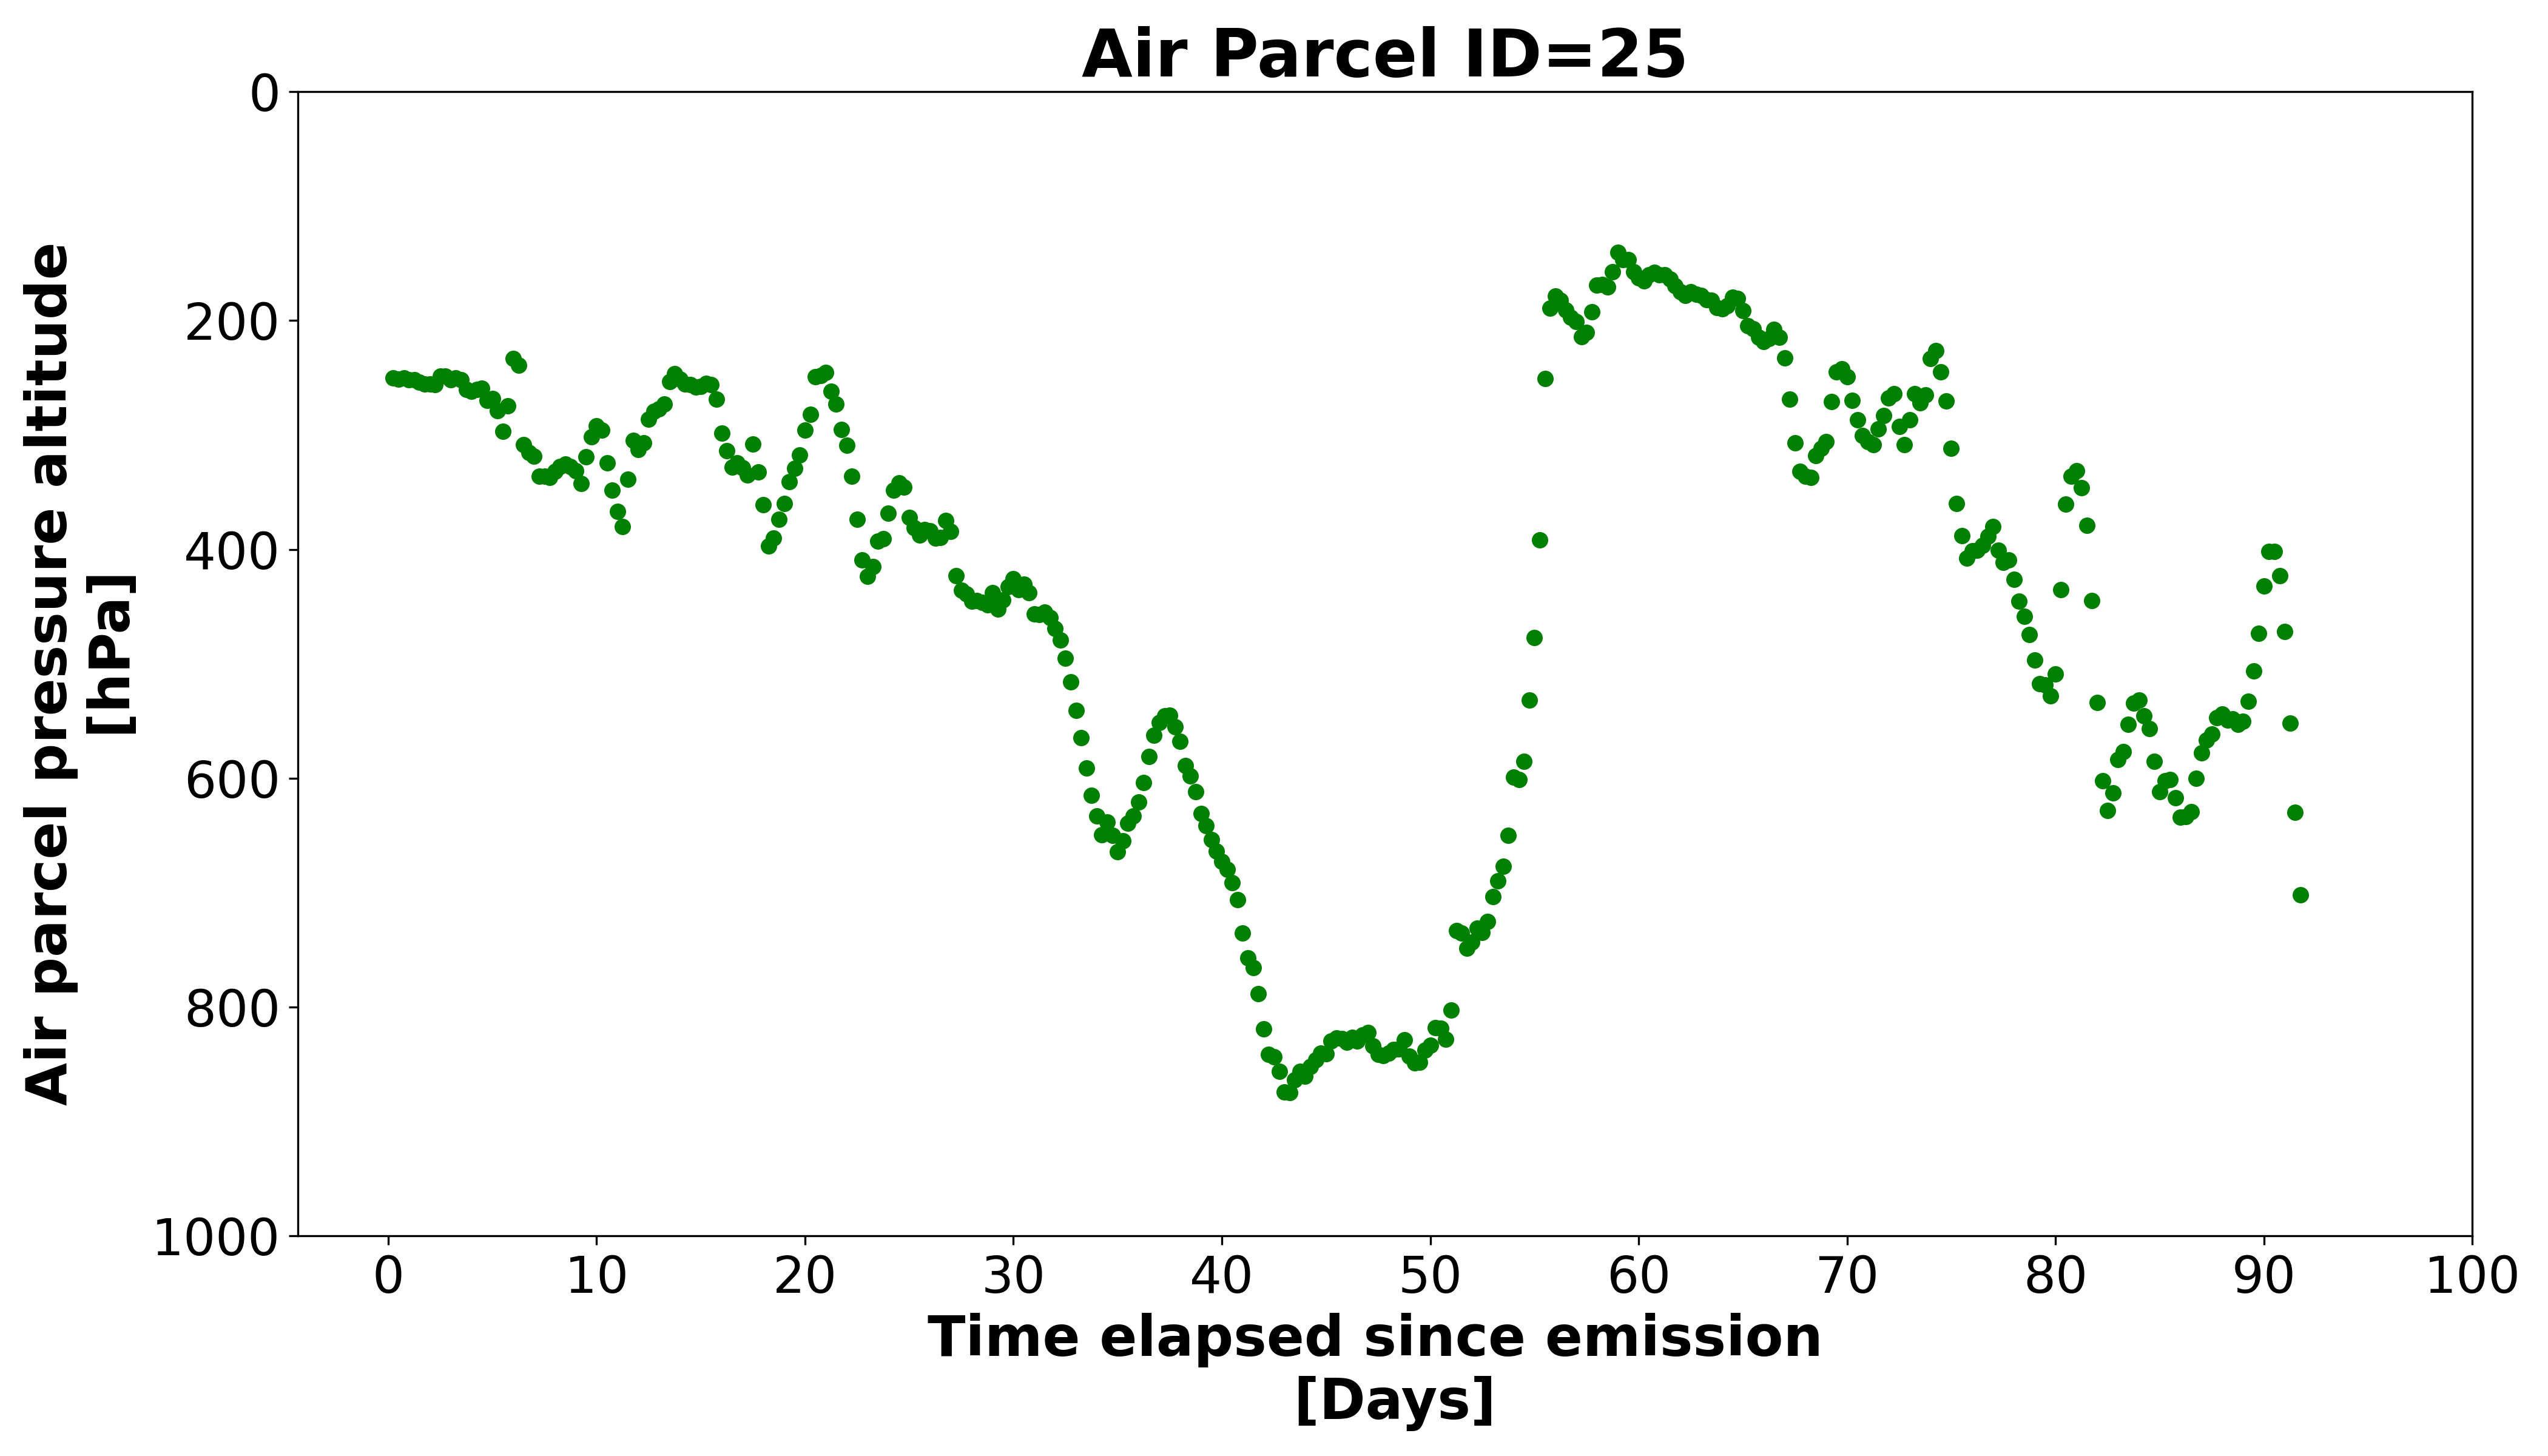 Air Parcel ID=25
Air parcel pressure altitude
[hPa]
0
200
400
600
800
1000
0 10 20 30 40 50 60 70 80 90 100
Time elapsed since emission
[Days]